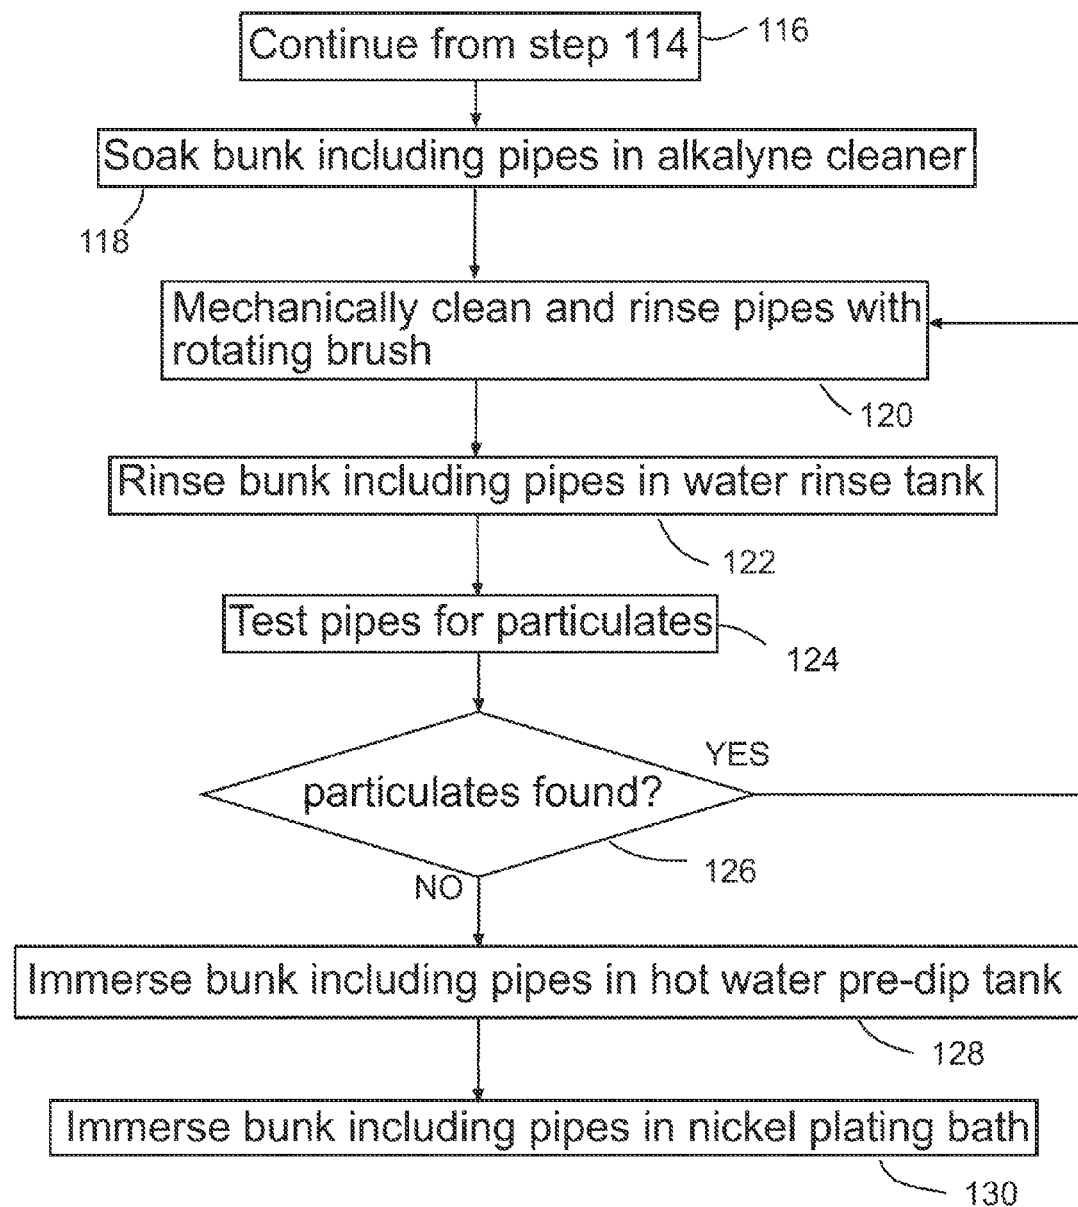 Continue from step 114
116
Soak bunk including pipes in alkalyne cleaner
118
Mechanically clean and rinse pipes with
rotating brush
120
Rinse bunk including pipes in water rinse tank
122
Test pipes for particulates
124
YES
particulates found?
126
NO
Immerse bunk including pipes in hot water pre-dip tank
128
Immerse bunk including pipes in nickel plating bath
130